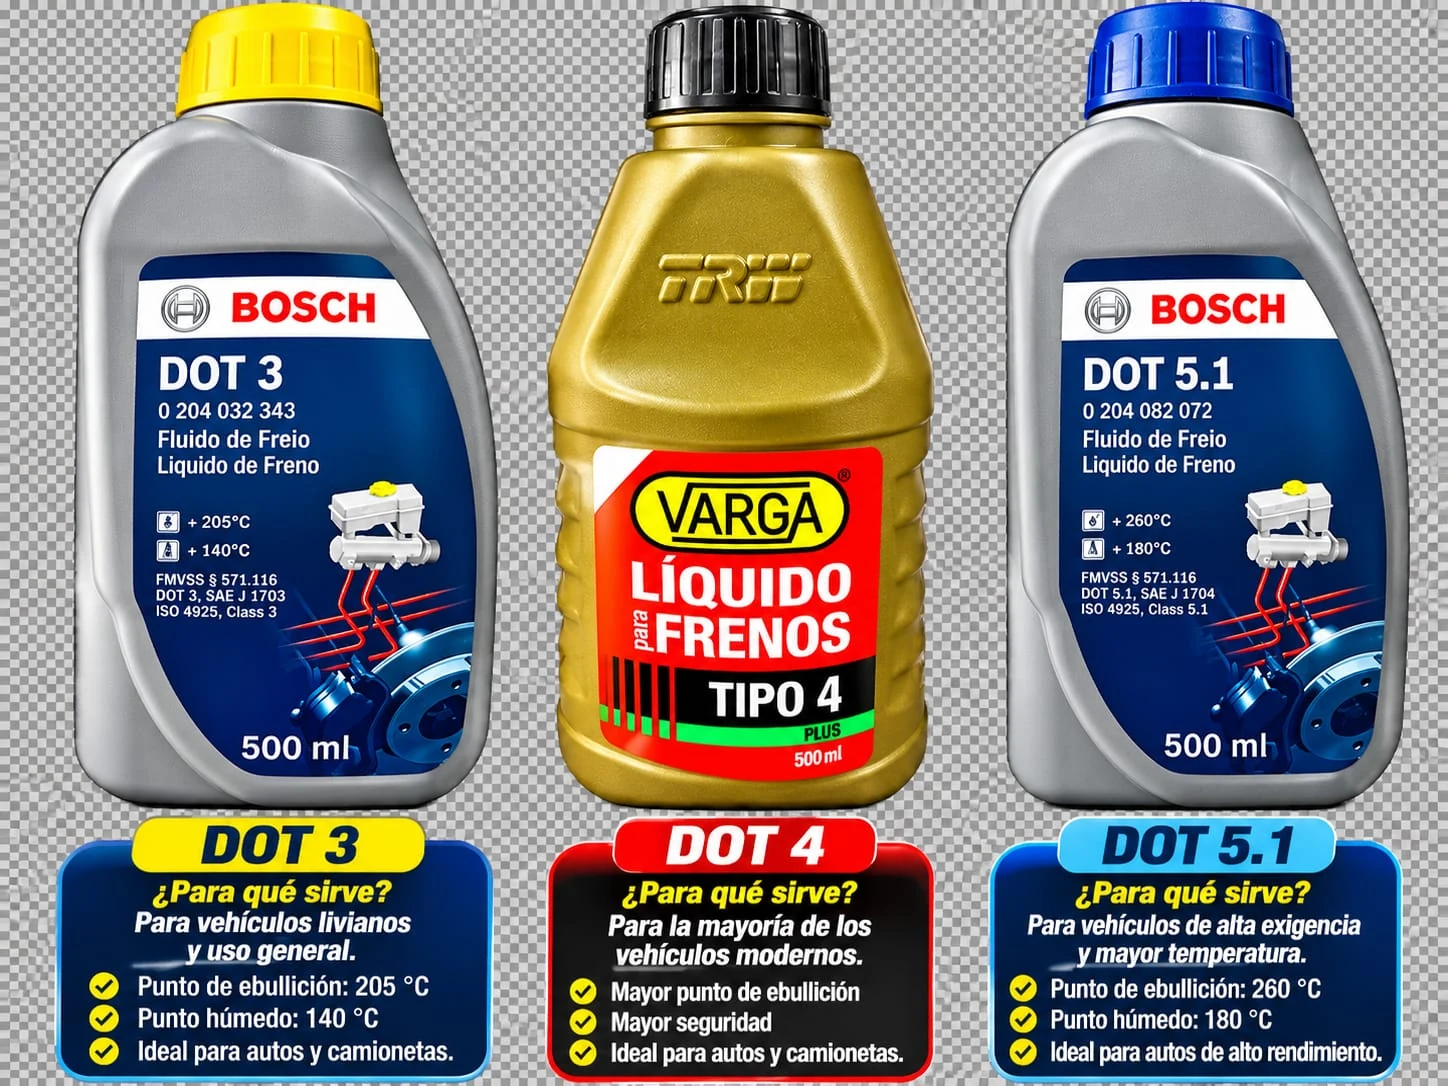 BOSCH
DOT 3
0 204 032 343
Fluido de Freio
Liquido de Freno
+ 205°C
+ 140°C
FMVSS § 571.116
DOT 3, SAE J 1703
ISO 4925, Class 3
500 ml
TRW
VARGA®
LÍQUIDO
para FRENOS
TIPO 4
PLUS
500 ml
BOSCH
DOT 5.1
0 204 082 072
Fluido de Freio
Liquido de Freno
+ 260°C
+ 180°C
FMVSS § 571.116
DOT 5.1, SAE J 1704
ISO 4925, Class 5.1
500 ml
DOT 3
¿Para qué sirve?
Para vehículos livianos
y uso general.
Punto de ebullición: 205 °C
Punto húmedo: 140 °C
Ideal para autos y camionetas.
DOT 4
¿Para qué sirve?
Para la mayoría de los
vehículos modernos.
Mayor punto de ebullición
Mayor seguridad
Ideal para autos y camionetas.
DOT 5.1
¿Para qué sirve?
Para vehículos de alta exigencia
y mayor temperatura.
Punto de ebullición: 260 °C
Punto húmedo: 180 °C
Ideal para autos de alto rendimiento.